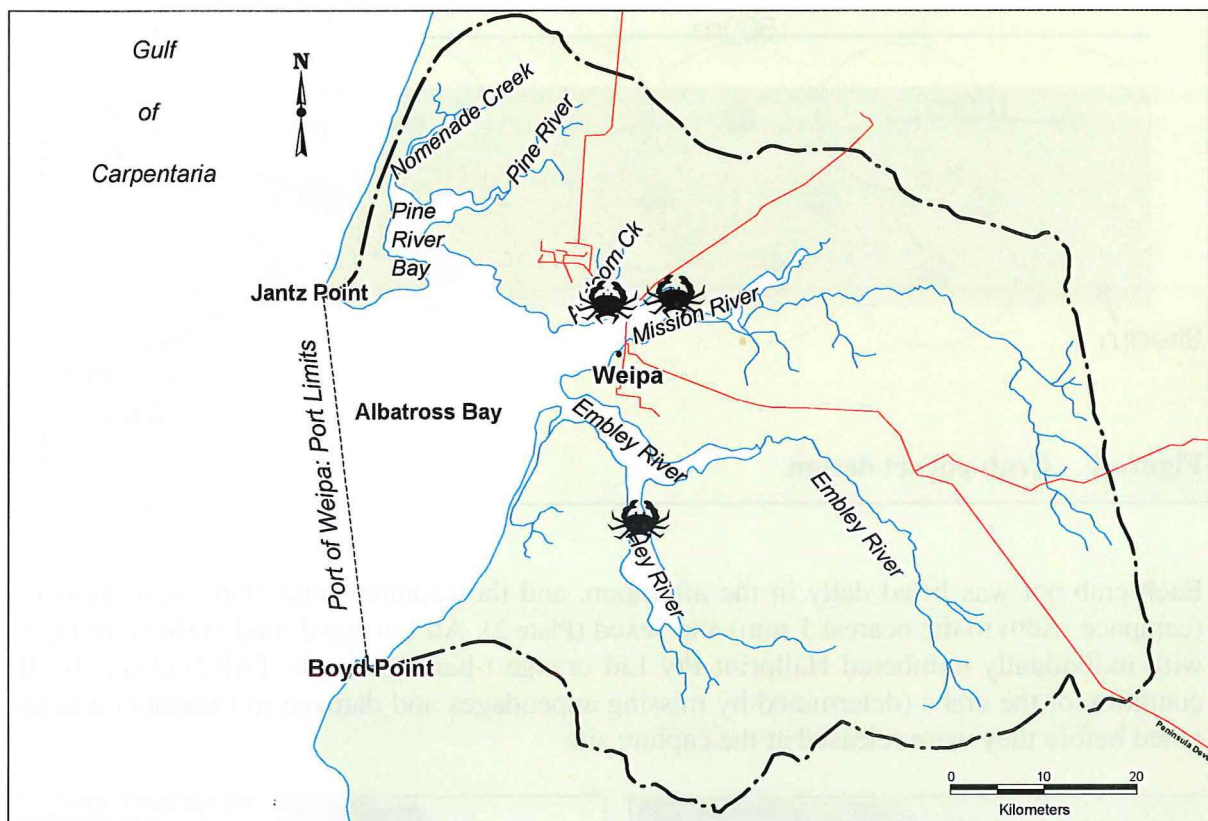 Gulf
of
Carpentaria
N
Nomenade Creek
Pine River
Pine
River
Bay
Jantz Point
Mission River
Weipa
Port of Weipa: Port Limits
Albatross Bay
Embley River
Embley River
River
Boyd Point
0 10 20
Kilometers